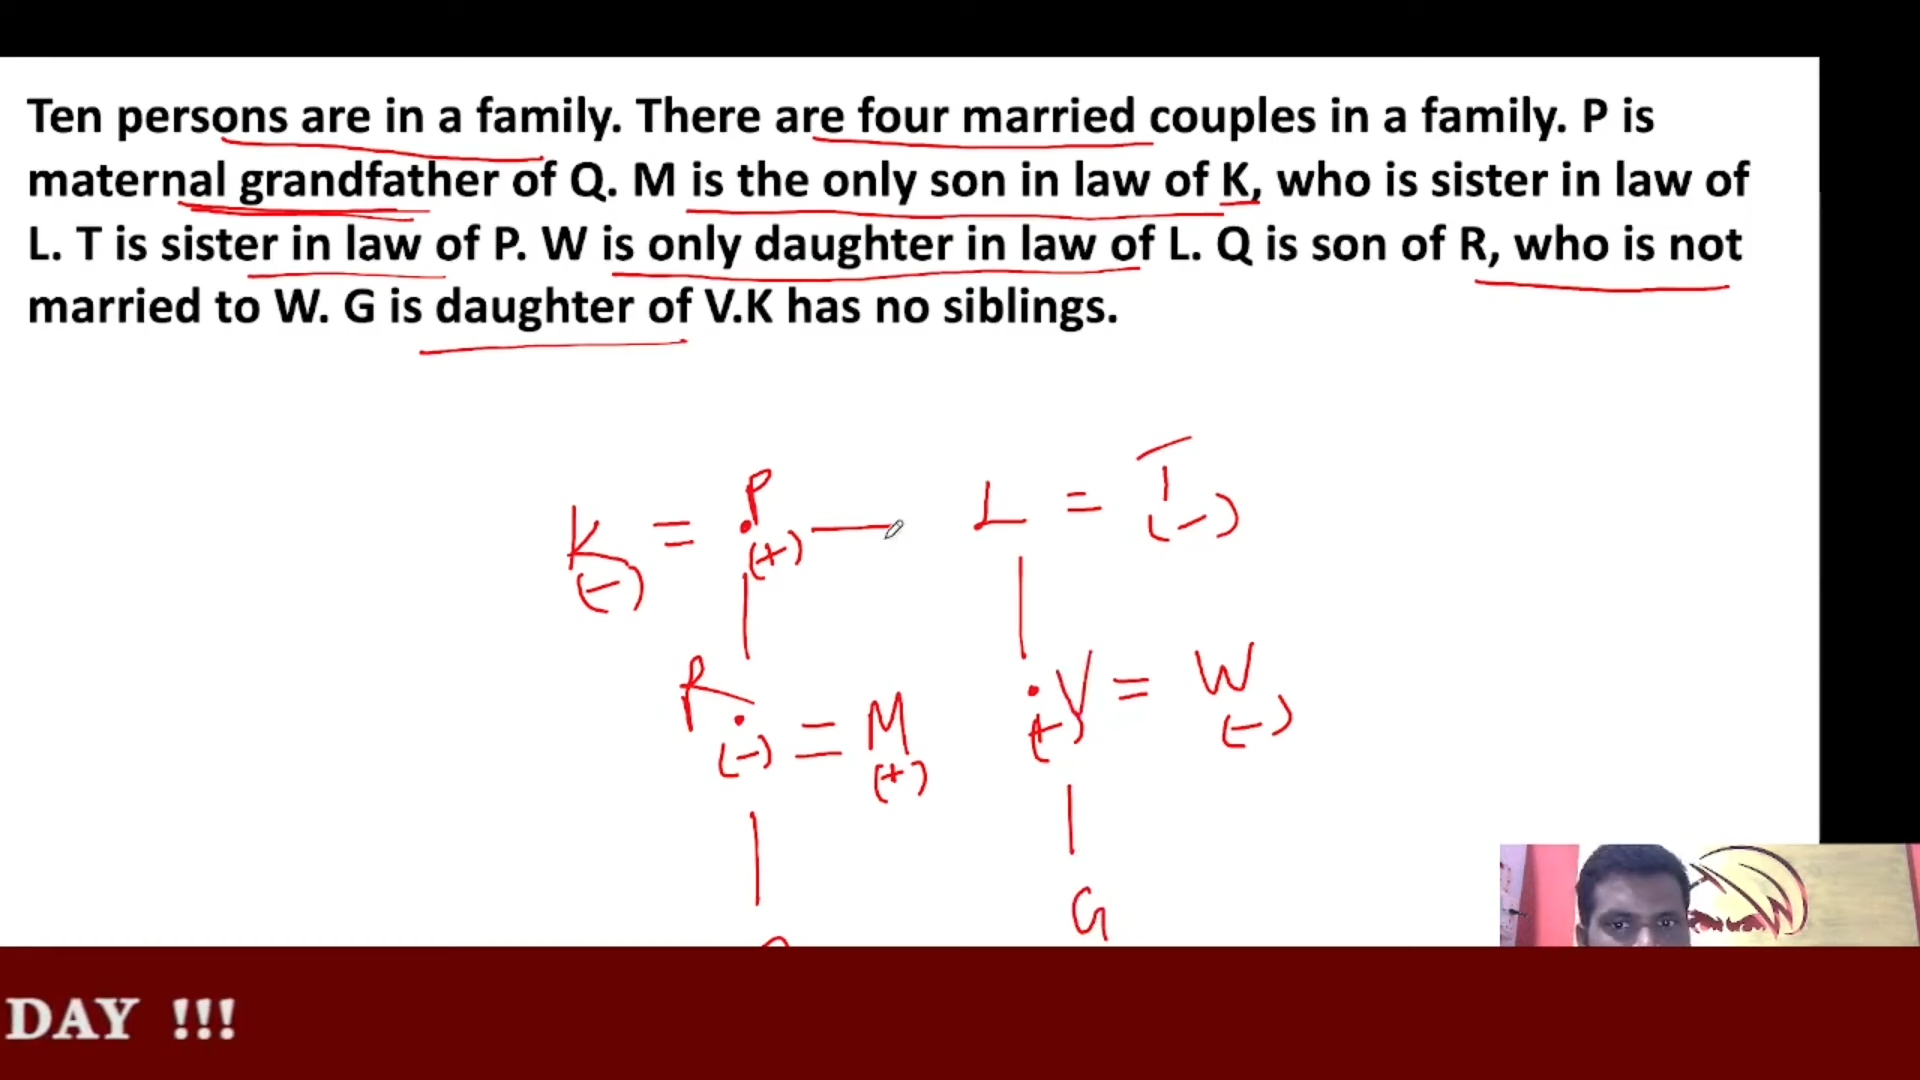 Ten persons are in a family. There are four married couples in a family. P is
maternal grandfather of Q. M is the only son in law of K, who is sister in law of
L. T is sister in law of P. W is only daughter in law of L. Q is son of R, who is not
married to W. G is daughter of V.K has no siblings.
K = P — L = T
(-) (+) (-)
R = M V = W
(-) (+) (+) (-)
G
DAY !!!